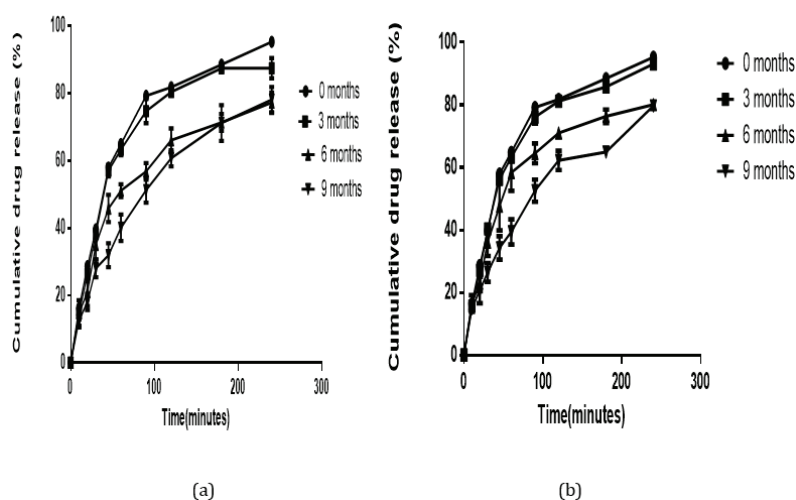 Cumulative drug release (%)
100
80
60
40
20
0
0
100
200
300
Time(minutes)
0 months
3 months
6 months
9 months
(a)
Cumulative drug release (%)
100
80
60
40
20
0
0
100
200
300
Time(minutes)
0 months
3 months
6 months
9 months
(b)